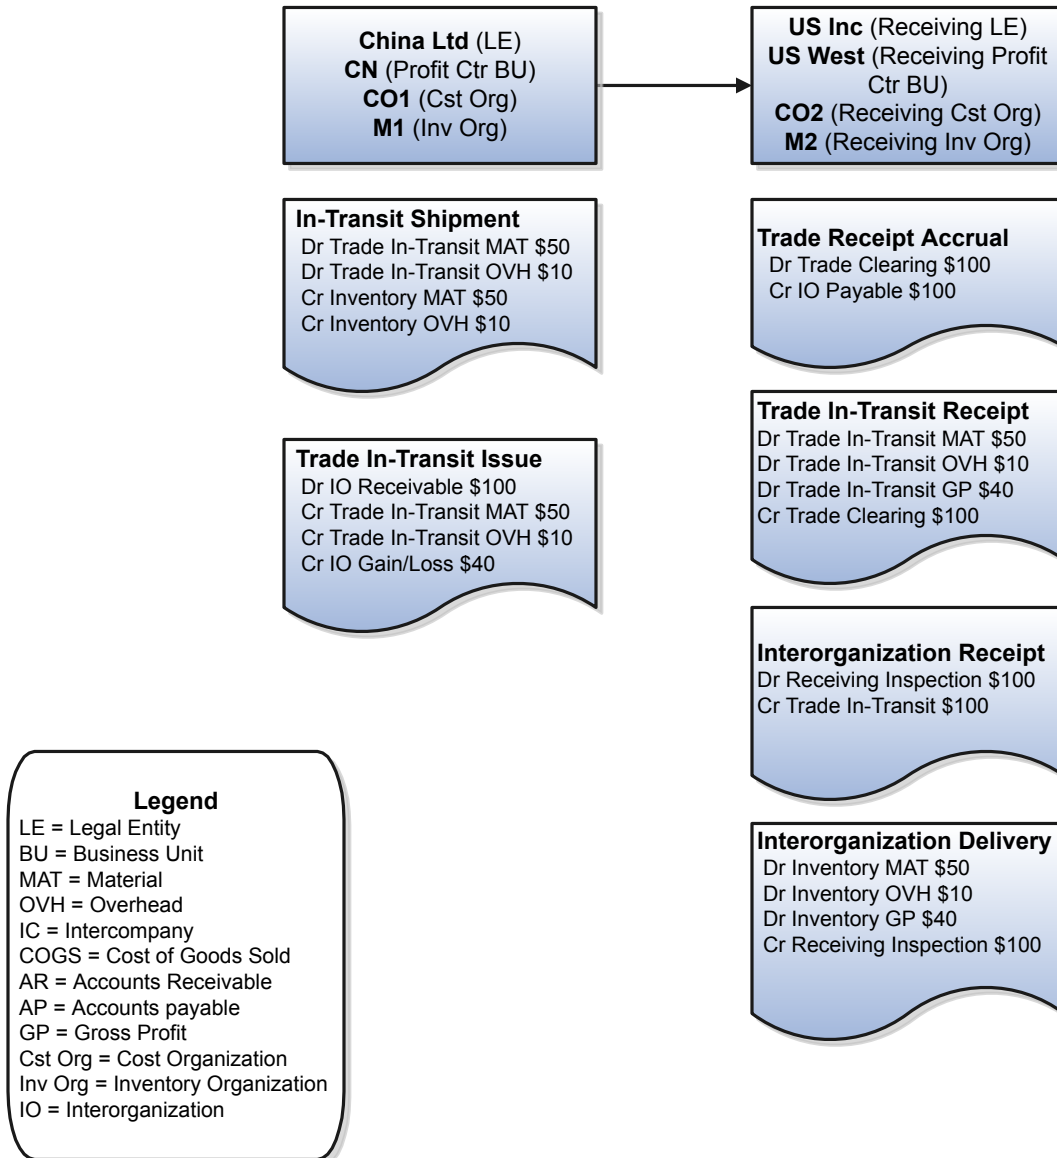 China Ltd (LE)
CN (Profit Ctr BU)
CO1 (Cst Org)
M1 (Inv Org)
US Inc (Receiving LE)
US West (Receiving Profit
Ctr BU)
CO2 (Receiving Cst Org)
M2 (Receiving Inv Org)
In-Transit Shipment
Dr Trade In-Transit MAT $50
Dr Trade In-Transit OVH $10
Cr Inventory MAT $50
Cr Inventory OVH $10
Trade Receipt Accrual
Dr Trade Clearing $100
Cr IO Payable $100
Trade In-Transit Issue
Dr IO Receivable $100
Cr Trade In-Transit MAT $50
Cr Trade In-Transit OVH $10
Cr IO Gain/Loss $40
Trade In-Transit Receipt
Dr Trade In-Transit MAT $50
Dr Trade In-Transit OVH $10
Dr Trade In-Transit GP $40
Cr Trade Clearing $100
Interorganization Receipt
Dr Receiving Inspection $100
Cr Trade In-Transit $100
Interorganization Delivery
Dr Inventory MAT $50
Dr Inventory OVH $10
Dr Inventory GP $40
Cr Receiving Inspection $100
Legend
LE = Legal Entity
BU = Business Unit
MAT = Material
OVH = Overhead
IC = Intercompany
COGS = Cost of Goods Sold
AR = Accounts Receivable
AP = Accounts payable
GP = Gross Profit
Cst Org = Cost Organization
Inv Org = Inventory Organization
IO = Interorganization